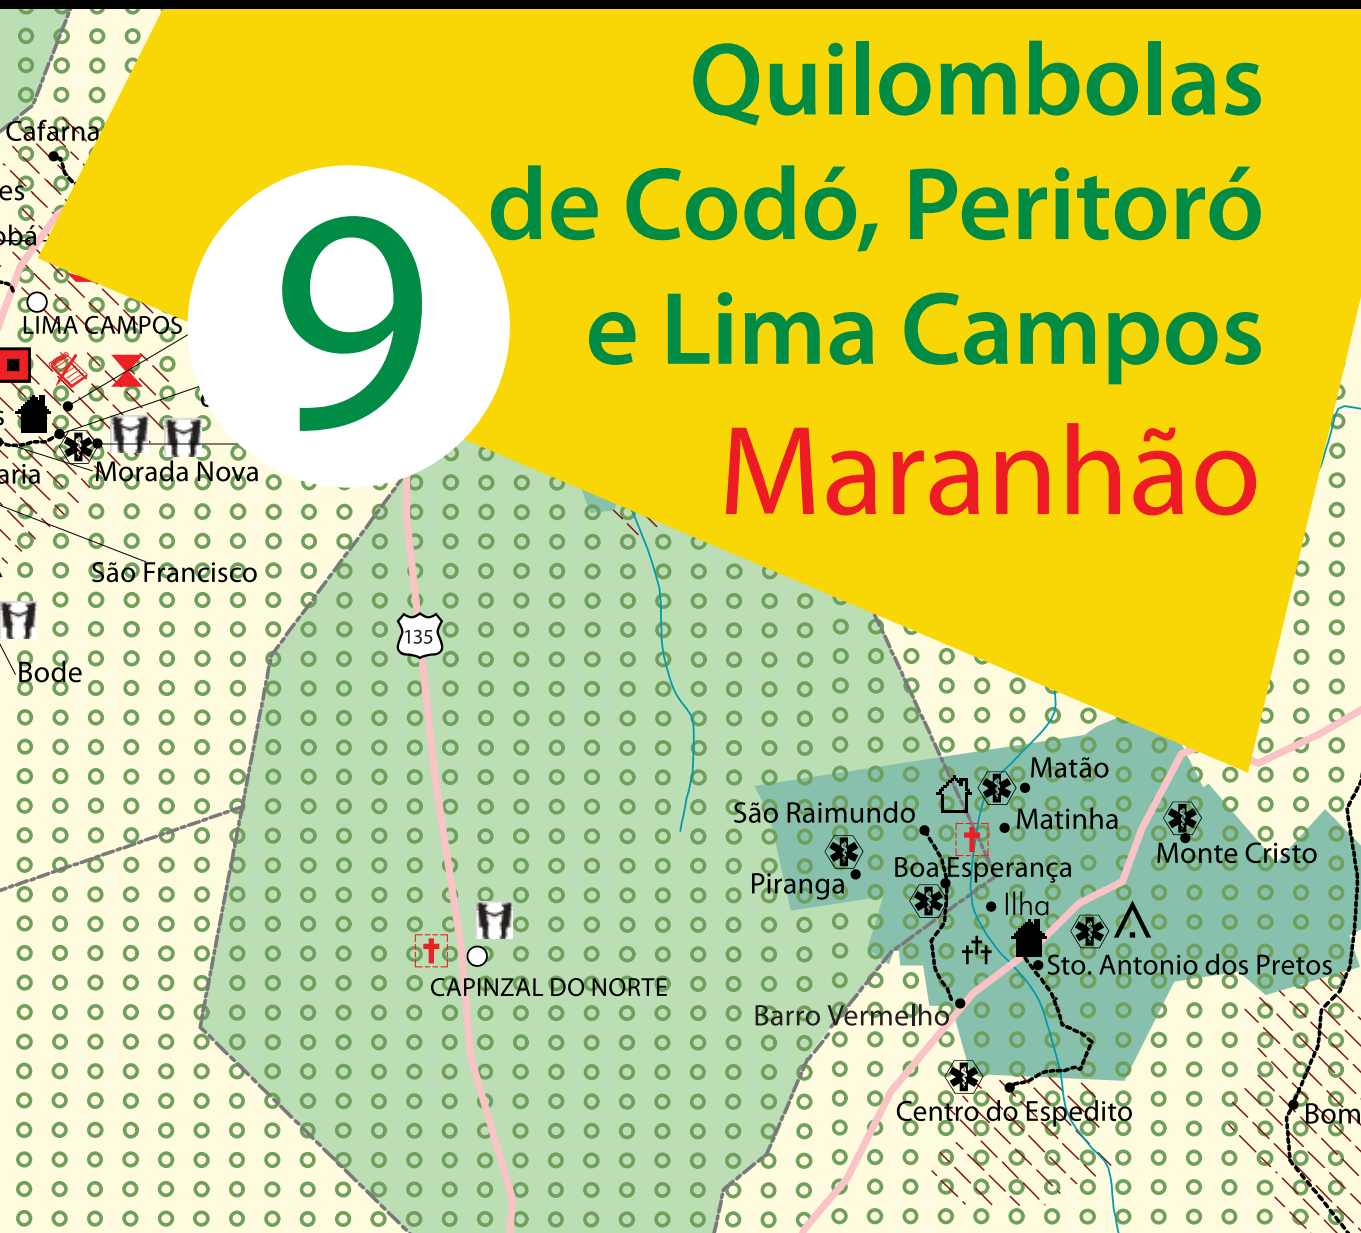 Quilombolas
de Codó, Peritoró
e Lima Campos
Maranhão
9
LIMA CAMPOS
Morada Nova
São Francisco
Bode
135
CAPINZAL DO NORTE
Matão
São Raimundo
Matinha
Monte Cristo
Boa Esperança
Piranga
Ilha
Sto. Antonio dos Pretos
Barro Vermelho
Centro do Espedito
Bom